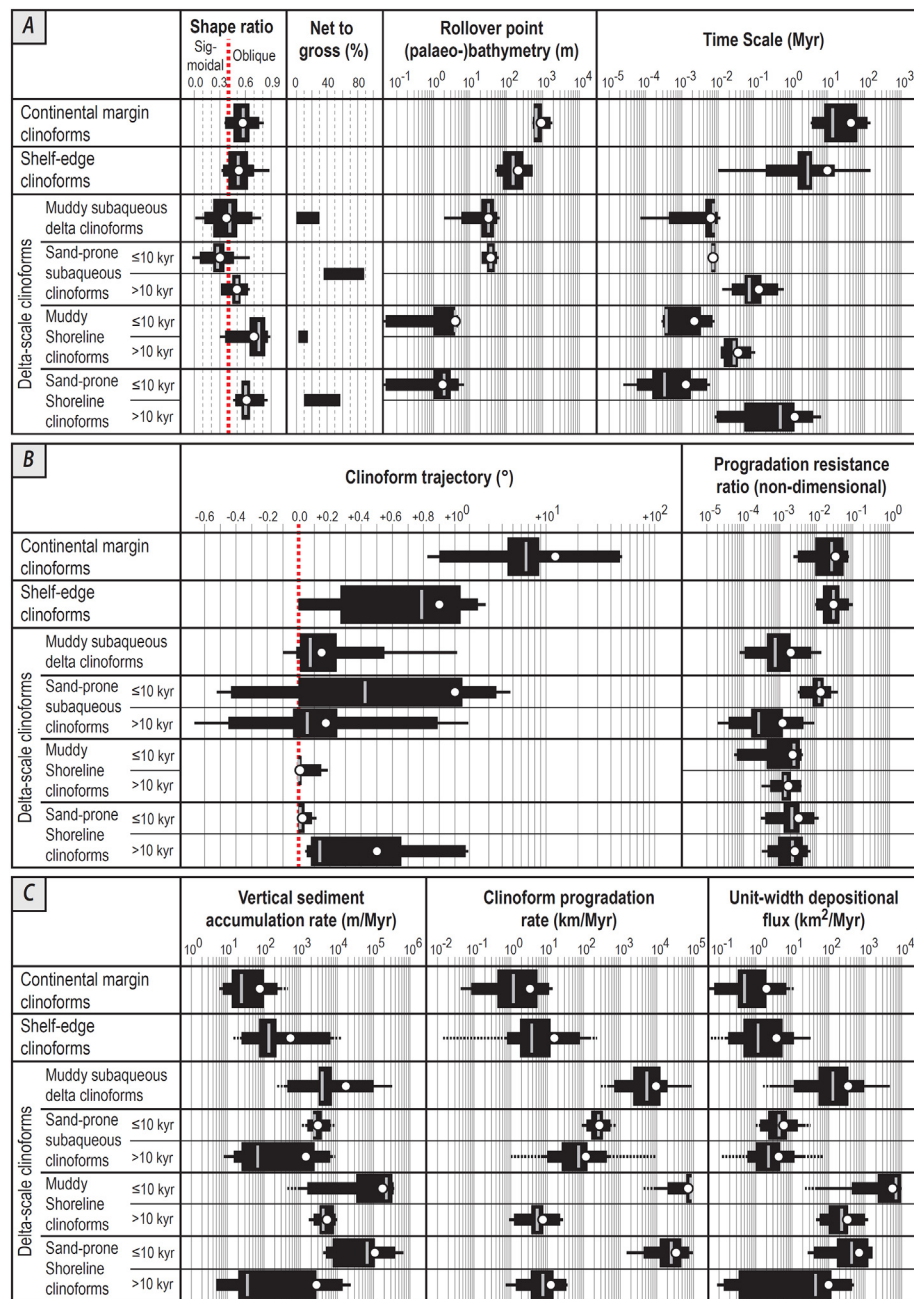 A
Shape ratio
Sig-
moidal
Oblique
0.0 0.3 0.6 0.9
Net to
gross (%)
0 40 80
Rollover point
(palaeo-)bathymetry (m)
10⁻¹ 10⁰ 10¹ 10² 10³ 10⁴
Time Scale (Myr)
10⁻⁵ 10⁻⁴ 10⁻³ 10⁻² 10⁻¹ 10⁰ 10¹ 10² 10³
Continental margin
clinoforms
Shelf-edge
clinoforms
Delta-scale clinoforms
Muddy subaqueous
delta clinoforms
Sand-prone
subaqueous
clinoforms
≤10 kyr
>10 kyr
Muddy
Shoreline
clinoforms
≤10 kyr
>10 kyr
Sand-prone
Shoreline
clinoforms
≤10 kyr
>10 kyr
B
Clinoform trajectory (°)
-0.6 -0.4 -0.2 0.0 +0.2 +0.4 +0.6 +0.8 +10⁰ +10¹ +10²
Progradation resistance
ratio (non-dimensional)
10⁻⁵ 10⁻⁴ 10⁻³ 10⁻² 10⁻¹ 10⁰
Continental margin
clinoforms
Shelf-edge
clinoforms
Delta-scale clinoforms
Muddy subaqueous
delta clinoforms
Sand-prone
subaqueous
clinoforms
≤10 kyr
>10 kyr
Muddy
Shoreline
clinoforms
≤10 kyr
>10 kyr
Sand-prone
Shoreline
clinoforms
≤10 kyr
>10 kyr
C
Vertical sediment
accumulation rate (m/Myr)
10⁰ 10¹ 10² 10³ 10⁴ 10⁵ 10⁶
Clinoform progradation
rate (km/Myr)
10⁻² 10⁻¹ 10⁰ 10¹ 10² 10³ 10⁴ 10⁵
Unit-width depositional
flux (km²/Myr)
10⁻¹ 10⁰ 10¹ 10² 10³ 10⁴
Continental margin
clinoforms
Shelf-edge
clinoforms
Delta-scale clinoforms
Muddy subaqueous
delta clinoforms
Sand-prone
subaqueous
clinoforms
≤10 kyr
>10 kyr
Muddy
Shoreline
clinoforms
≤10 kyr
>10 kyr
Sand-prone
Shoreline
clinoforms
≤10 kyr
>10 kyr